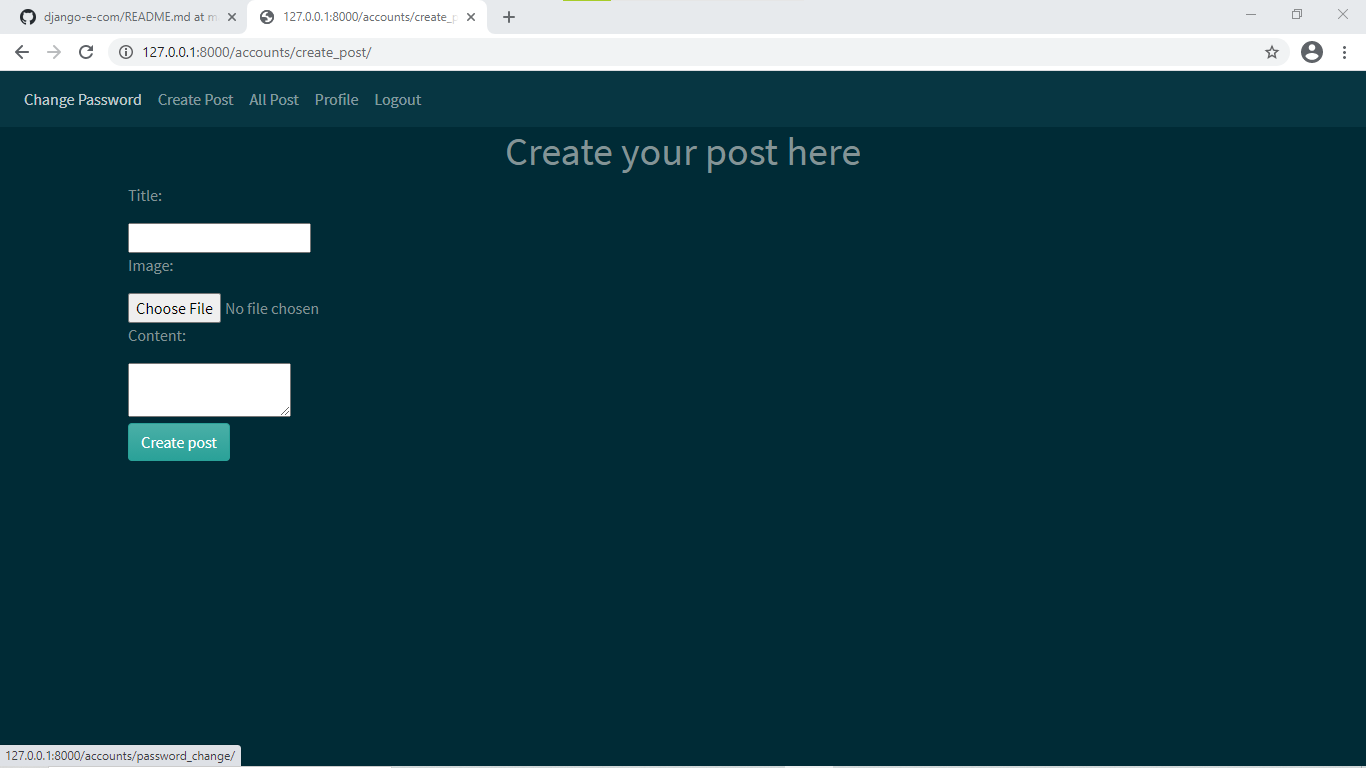 django-e-com/README.md at m
127.0.0.1:8000/accounts/create_p
127.0.0.1:8000/accounts/create_post/
Change Password Create Post All Post Profile Logout
Create your post here
Title:
Image:
Choose File No file chosen
Content:
Create post
127.0.0.1:8000/accounts/password_change/